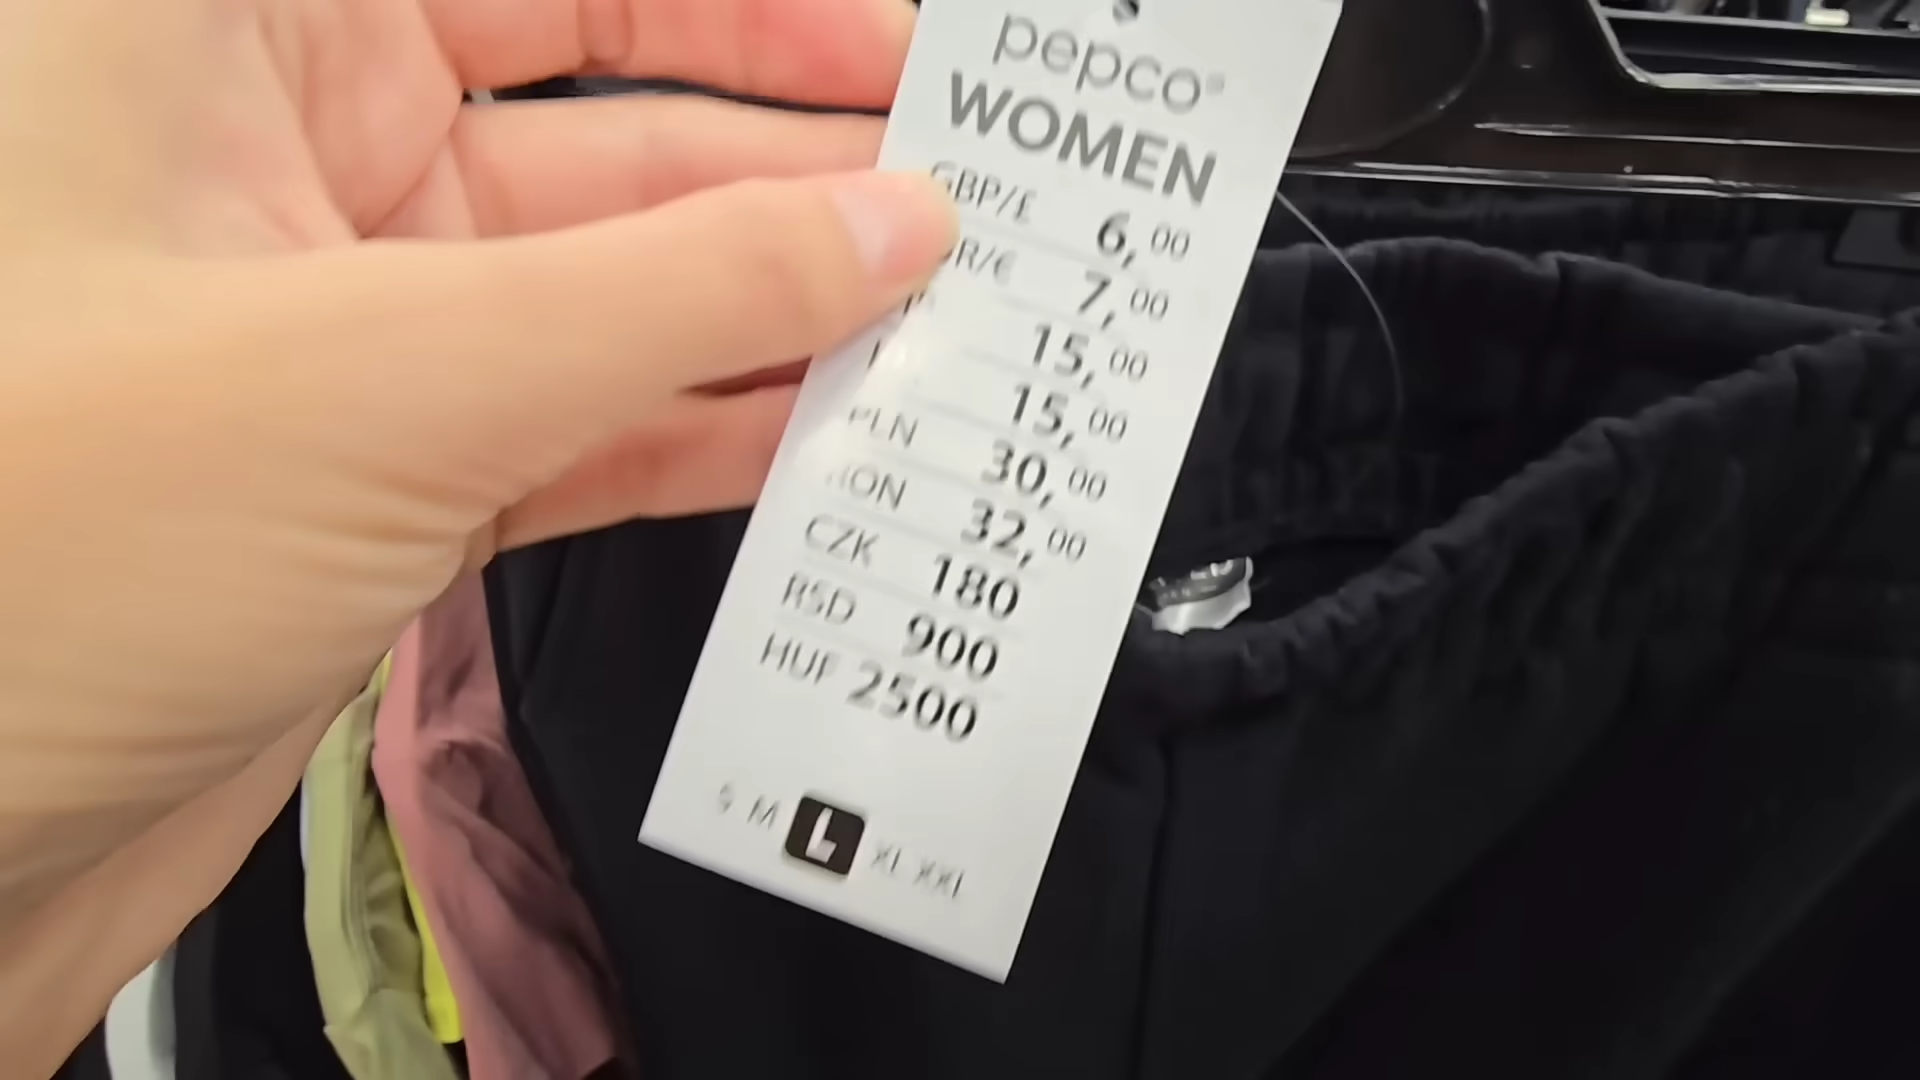 pepco®
WOMEN
GBP/£ 6,00
7,00
15,00
15,00
PLN 30,00
RON 32,00
CZK 180
RSD 900
HUF 2500
S M L XL XXL